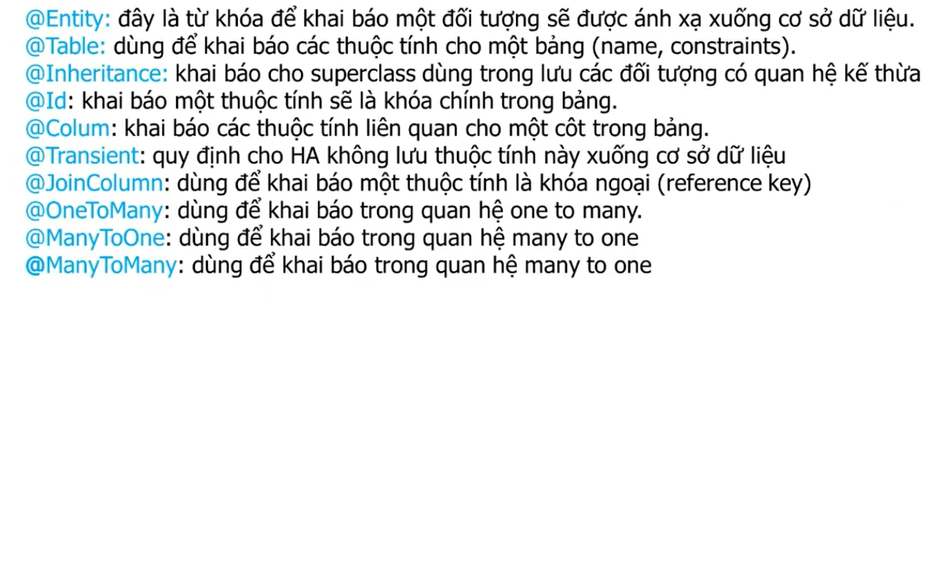 @Entity: đây là từ khóa để khai báo một đối tượng sẽ được ánh xạ xuống cơ sở dữ liệu.
@Table: dùng để khai báo các thuộc tính cho một bảng (name, constraints).
@Inheritance: khai báo cho superclass dùng trong lưu các đối tượng có quan hệ kế thừa
@Id: khai báo một thuộc tính sẽ là khóa chính trong bảng.
@Colum: khai báo các thuộc tính liên quan cho một côt trong bảng.
@Transient: quy định cho HA không lưu thuộc tính này xuống cơ sở dữ liệu
@JoinColumn: dùng để khai báo một thuộc tính là khóa ngoại (reference key)
@OneToMany: dùng để khai báo trong quan hệ one to many.
@ManyToOne: dùng để khai báo trong quan hệ many to one
@ManyToMany: dùng để khai báo trong quan hệ many to one